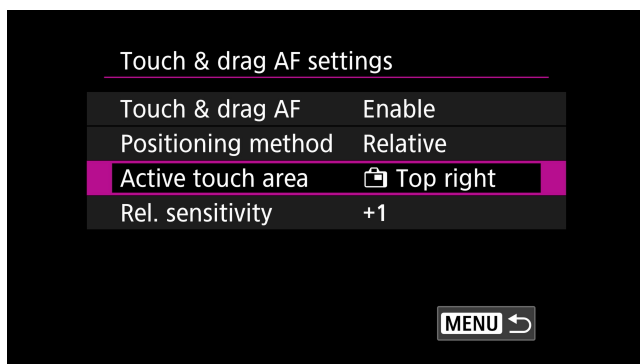 Touch & drag AF settings
Touch & drag AF Enable
Positioning method Relative
Active touch area Top right
Rel. sensitivity +1
MENU